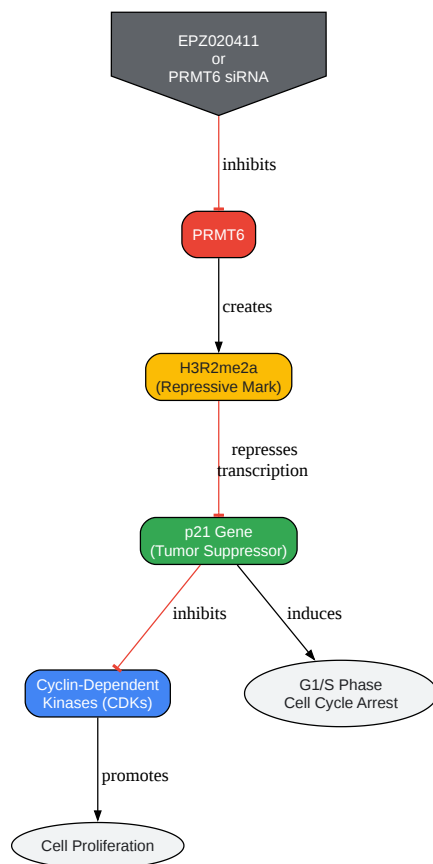 EPZ020411
or
PRMT6 siRNA
inhibits
PRMT6
creates
H3R2me2a
(Repressive Mark)
represses
transcription
p21 Gene
(Tumor Suppressor)
inhibits
induces
Cyclin-Dependent
Kinases (CDKs)
G1/S Phase
Cell Cycle Arrest
promotes
Cell Proliferation